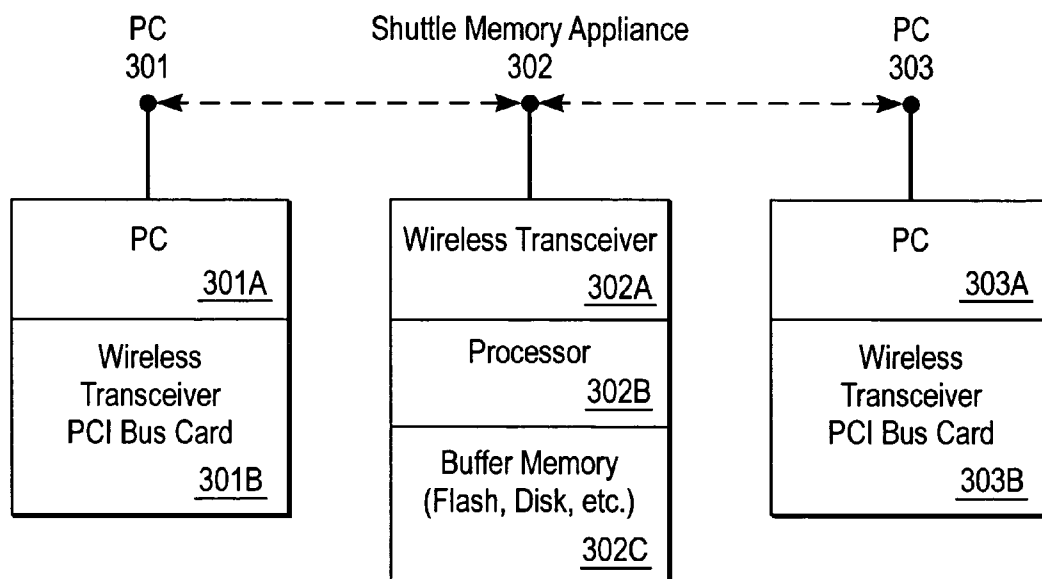 PC
301
Shuttle Memory Appliance
302
PC
303
PC
301A
Wireless
Transceiver
PCI Bus Card
301B
Wireless Transceiver
302A
Processor
302B
Buffer Memory
(Flash, Disk, etc.)
302C
PC
303A
Wireless
Transceiver
PCI Bus Card
303B